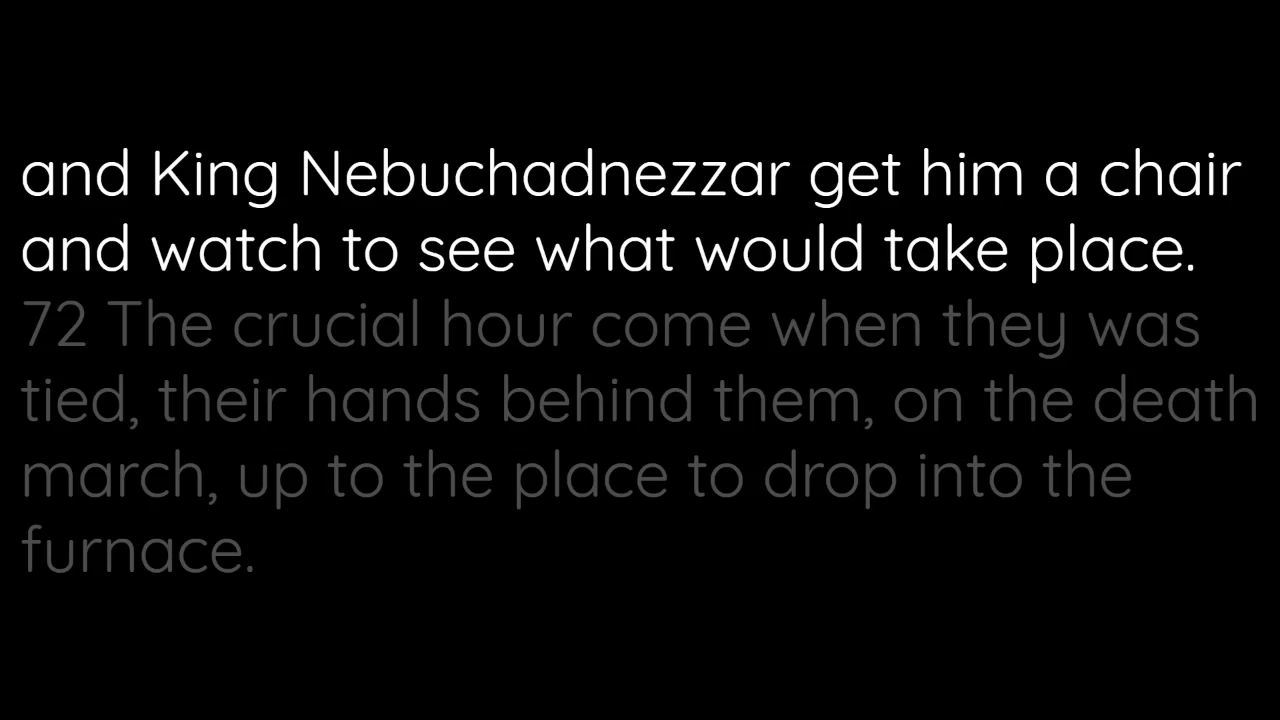 and King Nebuchadnezzar get him a chair
and watch to see what would take place.
72 The crucial hour come when they was
tied, their hands behind them, on the death
march, up to the place to drop into the
furnace.